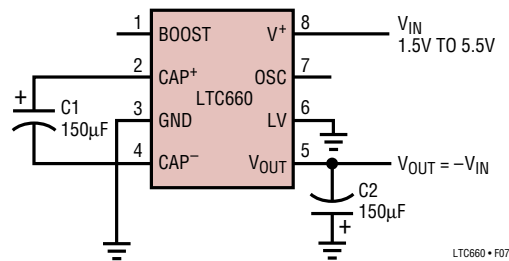 1 BOOST V+ 8 VIN
1.5V TO 5.5V
2 CAP+ OSC 7
LTC660
+ C1
150µF
3 GND LV 6
4 CAP– VOUT 5 VOUT = –VIN
C2
150µF
+
LTC660 • F07